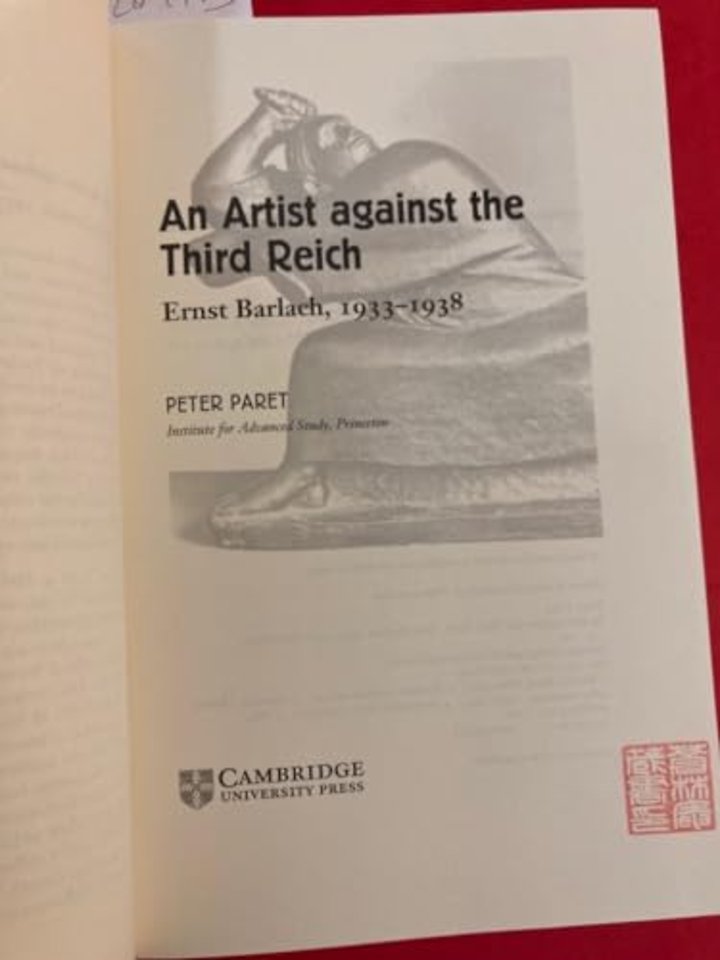 An Artist against the
Third Reich
Ernst Barlach, 1933–1938
PETER PARET
Institute for Advanced Study, Princeton
CAMBRIDGE
UNIVERSITY PRESS